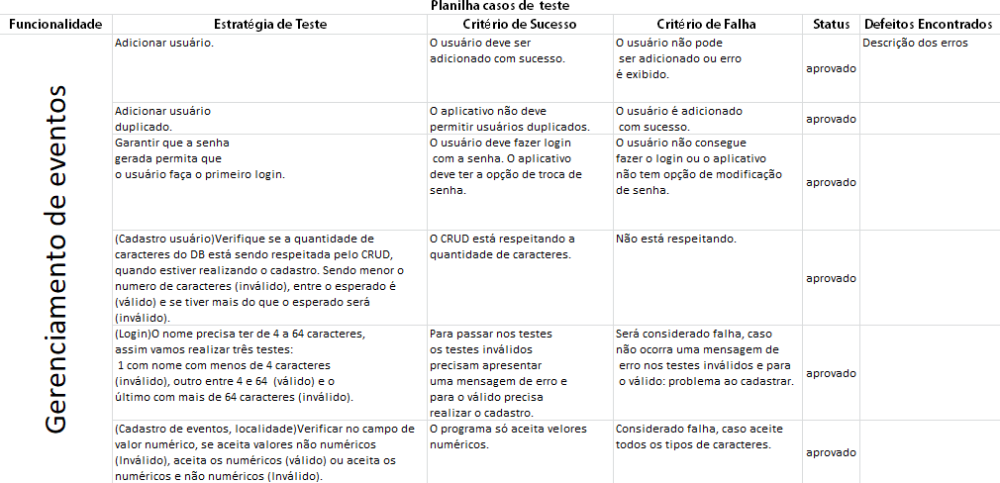 Planilha casos de teste
Funcionalidade
Estratégia de Teste
Critério de Sucesso
Critério de Falha
Status
Defeitos Encontrados
Gerenciamento de eventos
Adicionar usuário.
O usuário deve ser
adicionado com sucesso.
O usuário não pode
ser adicionado ou erro
é exibido.
aprovado
Descrição dos erros
Adicionar usuário
duplicado.
O aplicativo não deve
permitir usuários duplicados.
O usuário é adicionado
com sucesso.
aprovado
Garantir que a senha
gerada permita que
o usuário faça o primeiro login.
O usuário deve fazer login
com a senha. O aplicativo
deve ter a opção de troca de
senha.
O usuário não consegue
fazer o login ou o aplicativo
não tem opção de modificação
de senha.
aprovado
(Cadastro usuário)Verifique se a quantidade de
caracteres do DB está sendo respeitada pelo CRUD,
quando estiver realizando o cadastro. Sendo menor o
numero de caracteres (inválido), entre o esperado é
(válido) e se tiver mais do que o esperado será
(inválido).
O CRUD está respeitando a
quantidade de caracteres.
Não está respeitando.
aprovado
(Login)O nome precisa ter de 4 a 64 caracteres,
assim vamos realizar três testes:
1 com nome com menos de 4 caracteres
(inválido), outro entre 4 e 64 (válido) e o
último com mais de 64 caracteres (inválido).
Para passar nos testes
os testes inválidos
precisam apresentar
uma mensagem de erro e
para o válido precisa
realizar o cadastro.
Será considerado falha, caso
não ocorra uma mensagem de
erro nos testes inválidos e para
o válido: problema ao cadastrar.
aprovado
(Cadastro de eventos, localidade)Verificar no campo de
valor numérico, se aceita valores não numéricos
(Inválido), aceita os numéricos (válido) ou aceita os
numéricos e não numéricos (Inválido).
O programa só aceita velores
numéricos.
Considerado falha, caso aceite
todos os tipos de caracteres.
aprovado